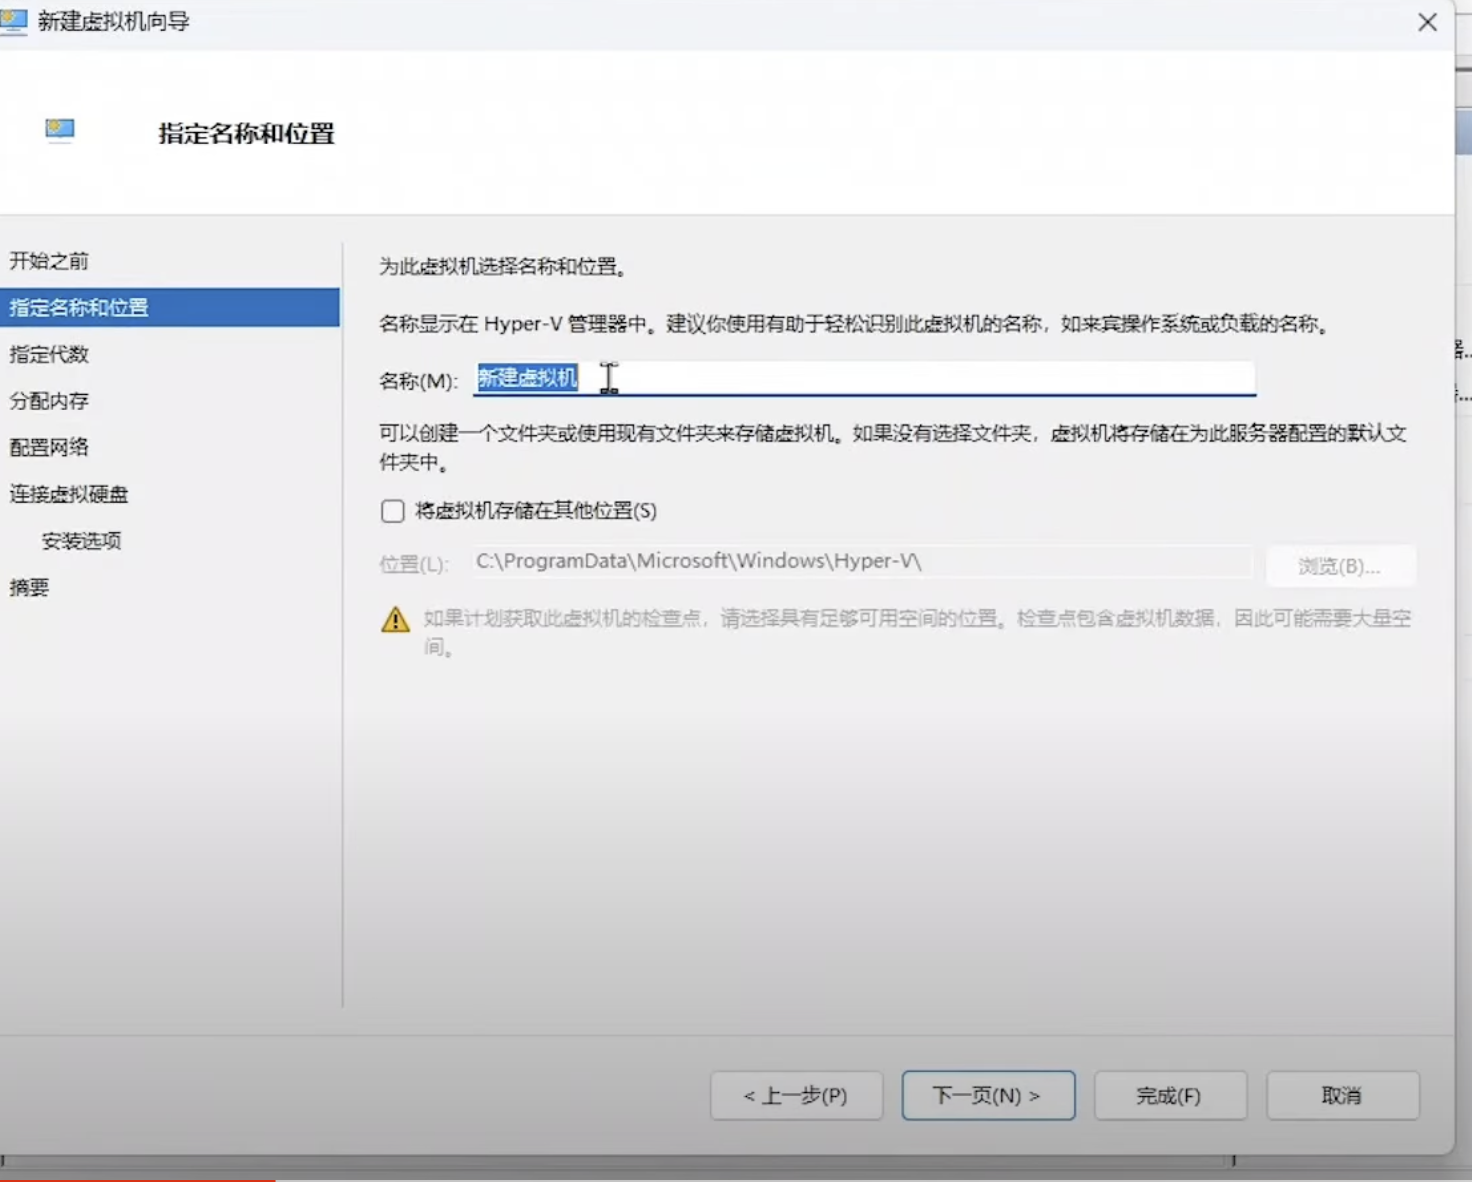 新建虚拟机向导
指定名称和位置
开始之前
指定名称和位置
指定代数
分配内存
配置网络
连接虚拟硬盘
安装选项
摘要
为此虚拟机选择名称和位置。
名称显示在 Hyper-V 管理器中。建议你使用有助于轻松识别此虚拟机的名称，如来宾操作系统或负载的名称。
名称(M): 新建虚拟机
可以创建一个文件夹或使用现有文件夹来存储虚拟机。如果没有选择文件夹，虚拟机将存储在为此服务器配置的默认文
件夹中。
将虚拟机存储在其他位置(S)
位置(L): C:\ProgramData\Microsoft\Windows\Hyper-V\ 浏览(B)...
如果计划获取此虚拟机的检查点，请选择具有足够可用空间的位置。检查点包含虚拟机数据，因此可能需要大量空
间。
< 上一步(P) 下一页(N) > 完成(F) 取消